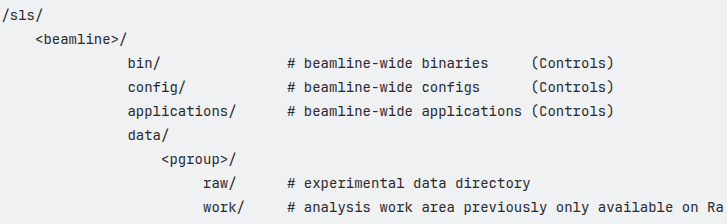 /sls/
<beamline>/
bin/ # beamline-wide binaries (Controls)
config/ # beamline-wide configs (Controls)
applications/ # beamline-wide applications (Controls)
data/
<pgroup>/
raw/ # experimental data directory
work/ # analysis work area previously only available on Ra